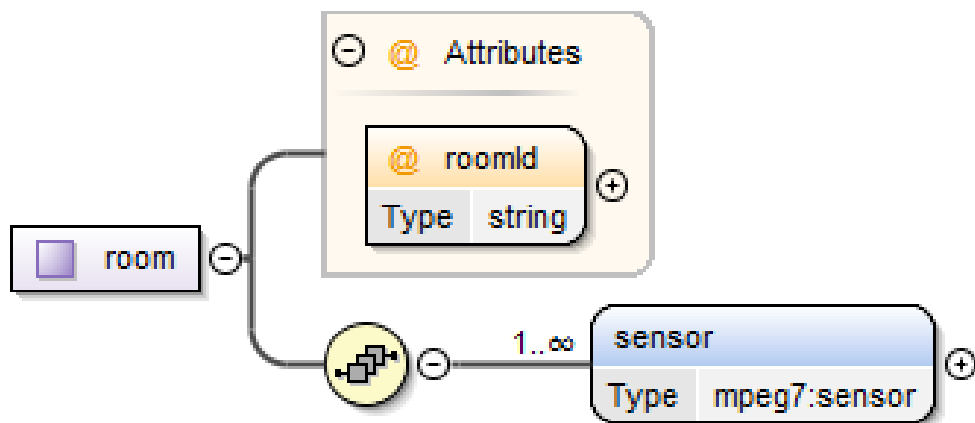 @ Attributes
@ roomId
Type string
room
1..∞
sensor
Type mpeg7:sensor